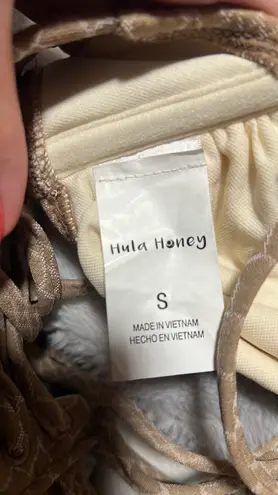 Hula Honey
S
MADE IN VIETNAM
HECHO EN VIETNAM